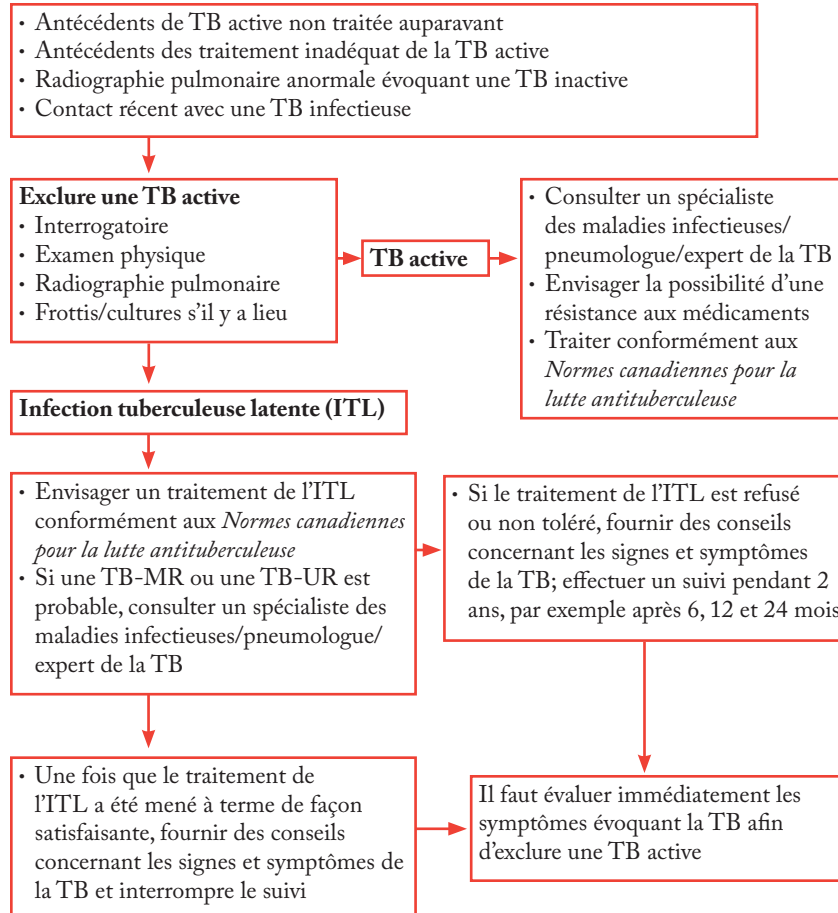 · Antécédents de TB active non traitée auparavant
· Antécédents des traitement inadéquat de la TB active
· Radiographie pulmonaire anormale évoquant une TB inactive
· Contact récent avec une TB infectieuse
Exclure une TB active
· Interrogatoire
· Examen physique
· Radiographie pulmonaire
· Frottis/cultures s’il y a lieu
TB active
· Consulter un spécialiste
des maladies infectieuses/
pneumologue/expert de la TB
· Envisager la possibilité d’une
résistance aux médicaments
· Traiter conformément aux
Normes canadiennes pour la
lutte antituberculeuse
Infection tuberculeuse latente (ITL)
· Envisager un traitement de l’ITL
conformément aux Normes canadiennes
pour la lutte antituberculeuse
· Si une TB-MR ou une TB-UR est
probable, consulter un spécialiste des
maladies infectieuses/pneumologue/
expert de la TB
· Si le traitement de l’ITL est refusé
ou non toléré, fournir des conseils
concernant les signes et symptômes
de la TB; effectuer un suivi pendant 2
ans, par exemple après 6, 12 et 24 mois
· Une fois que le traitement de
l’ITL a été mené à terme de façon
satisfaisante, fournir des conseils
concernant les signes et symptômes de
la TB et interrompre le suivi
Il faut évaluer immédiatement les
symptômes évoquant la TB afin
d’exclure une TB active